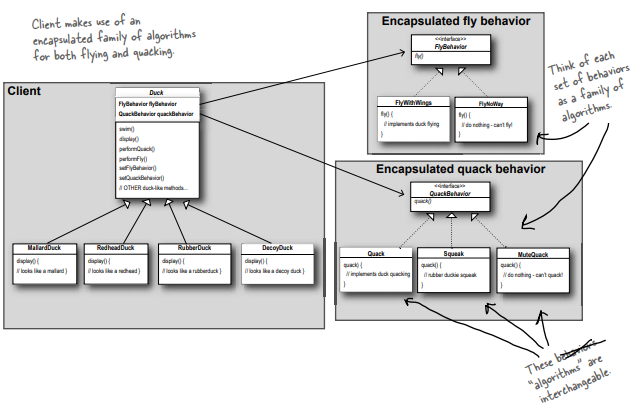 Client makes use of an
encapsulated family of algorithms
for both flying and quacking.
Encapsulated fly behavior
<<interface>>
FlyBehavior
fly()
FlyWithWings
fly() {
// implements duck flying
}
FlyNoWay
fly() {
// do nothing - can't fly!
}
Think of each
set of behaviors
as a family of
algorithms.
Client
Duck
FlyBehavior flyBehavior
QuackBehavior quackBehavior
swim()
display()
performQuack()
performFly()
setFlyBehavior()
setQuackBehavior()
// OTHER duck-like methods...
MallardDuck
display() {
// looks like a mallard }
RedheadDuck
display() {
// looks like a redhead }
RubberDuck
display() {
// looks like a rubberduck }
DecoyDuck
display() {
// looks like a decoy duck }
Encapsulated quack behavior
<<interface>>
QuackBehavior
quack()
Quack
quack() {
// implements duck quacking
}
Squeak
quack() {
// rubber duckie squeak
}
MuteQuack
quack() {
// do nothing - can't quack!
}
These behaviors
"algorithms" are
interchangeable.